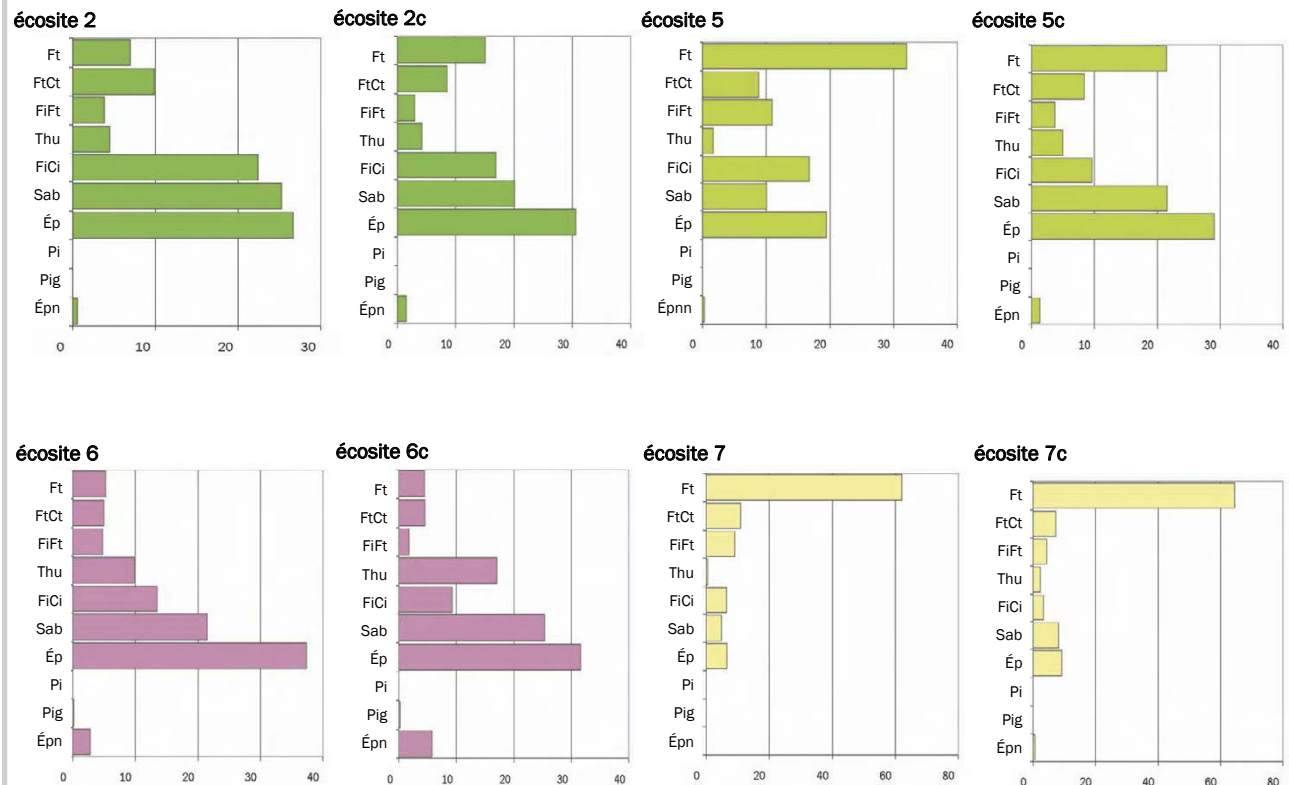 écosite 2
Ft
FtCt
FiFt
Thu
FiCi
Sab
Ép
Pi
Pig
Épn
0 10 20 30
écosite 2c
Ft
FtCt
FiFt
Thu
FiCi
Sab
Ép
Pi
Pig
Épn
0 10 20 30 40
écosite 5
Ft
FtCt
FiFt
Thu
FiCi
Sab
Ép
Pi
Pig
Épnn
0 10 20 30 40
écosite 5c
Ft
FtCt
FiFt
Thu
FiCi
Sab
Ép
Pi
Pig
Épn
0 10 20 30 40
écosite 6
Ft
FtCt
FiFt
Thu
FiCi
Sab
Ép
Pi
Pig
Épn
0 10 20 30 40
écosite 6c
Ft
FtCt
FiFt
Thu
FiCi
Sab
Ép
Pi
Pig
Épn
0 10 20 30 40
écosite 7
Ft
FtCt
FiFt
Thu
FiCi
Sab
Ép
Pi
Pig
Épn
0 20 40 60 80
écosite 7c
Ft
FtCt
FiFt
Thu
FiCi
Sab
Ép
Pi
Pig
Épn
0 20 40 60 80